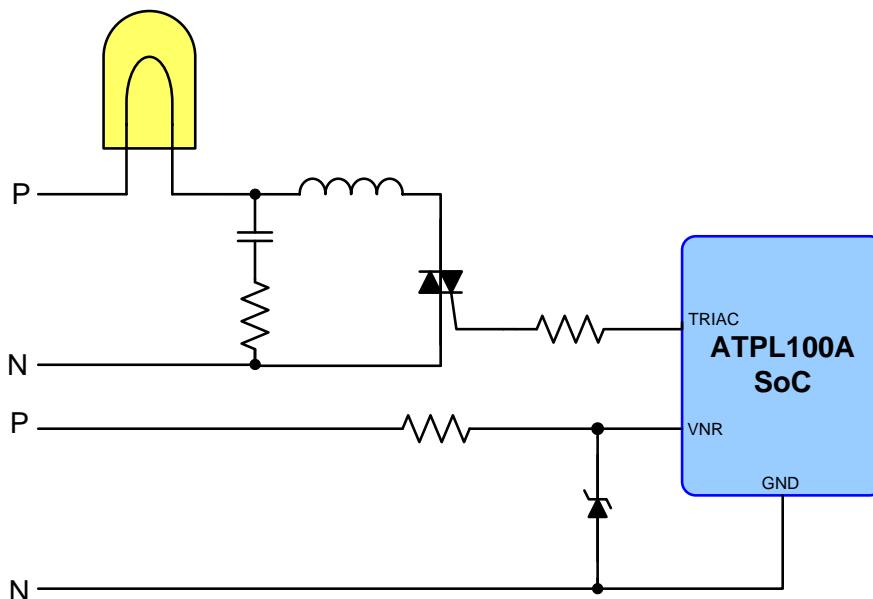 P
N
TRIAC
ATPL100A
SoC
P
VNR
GND
N